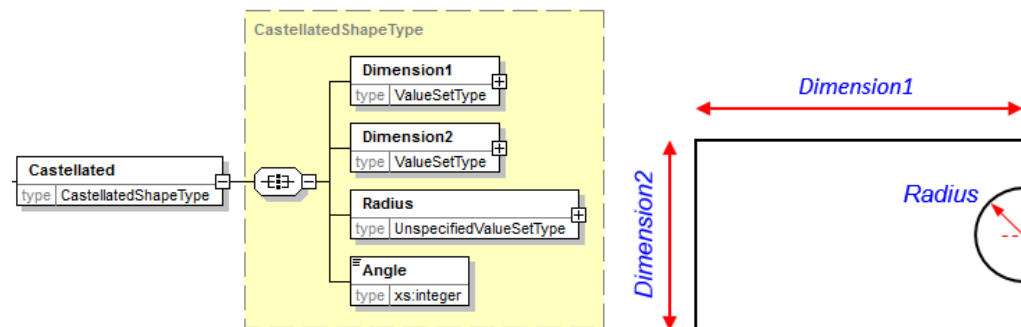 CastellatedShapeType
Dimension1
type ValueSetType
Dimension2
type ValueSetType
Castellated
type CastellatedShapeType
Radius
type UnspecifiedValueSetType
Angle
type xs:integer
Dimension1
Dimension2
Radius